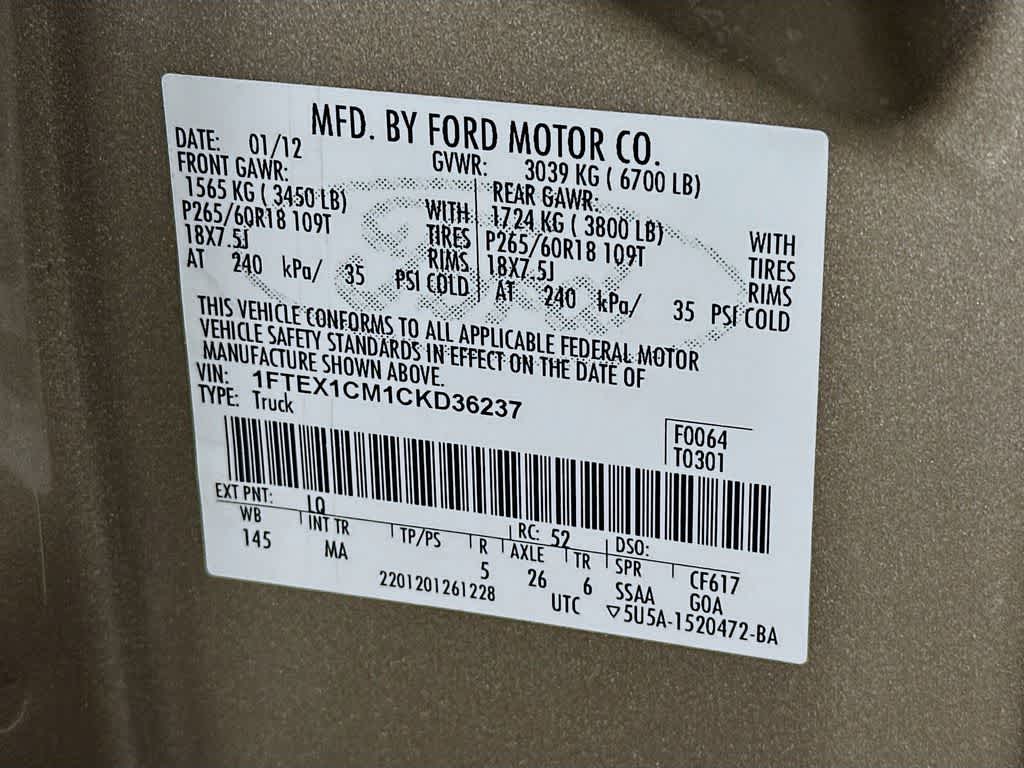 MFD. BY FORD MOTOR CO.
DATE: 01/12 GVWR: 3039 KG ( 6700 LB)
FRONT GAWR: REAR GAWR:
1565 KG ( 3450 LB) WITH 1724 KG ( 3800 LB) WITH
P265/60R18 109T TIRES P265/60R18 109T TIRES
18X7.5J RIMS 18X7.5J RIMS
AT 240 kPa/ 35 PSI COLD AT 240 kPa/ 35 PSI COLD
THIS VEHICLE CONFORMS TO ALL APPLICABLE FEDERAL MOTOR
VEHICLE SAFETY STANDARDS IN EFFECT ON THE DATE OF
MANUFACTURE SHOWN ABOVE.
VIN: 1FTEX1CM1CKD36237
TYPE: Truck
F0064
T0301
EXT PNT: LQ RC: 52 DSO:
WB INT TR TP/PS R AXLE TR SPR CF617
145 MA 5 26 6 SSAA GOA
2201201261228 UTC ▽5U5A-1520472-BA
Ford